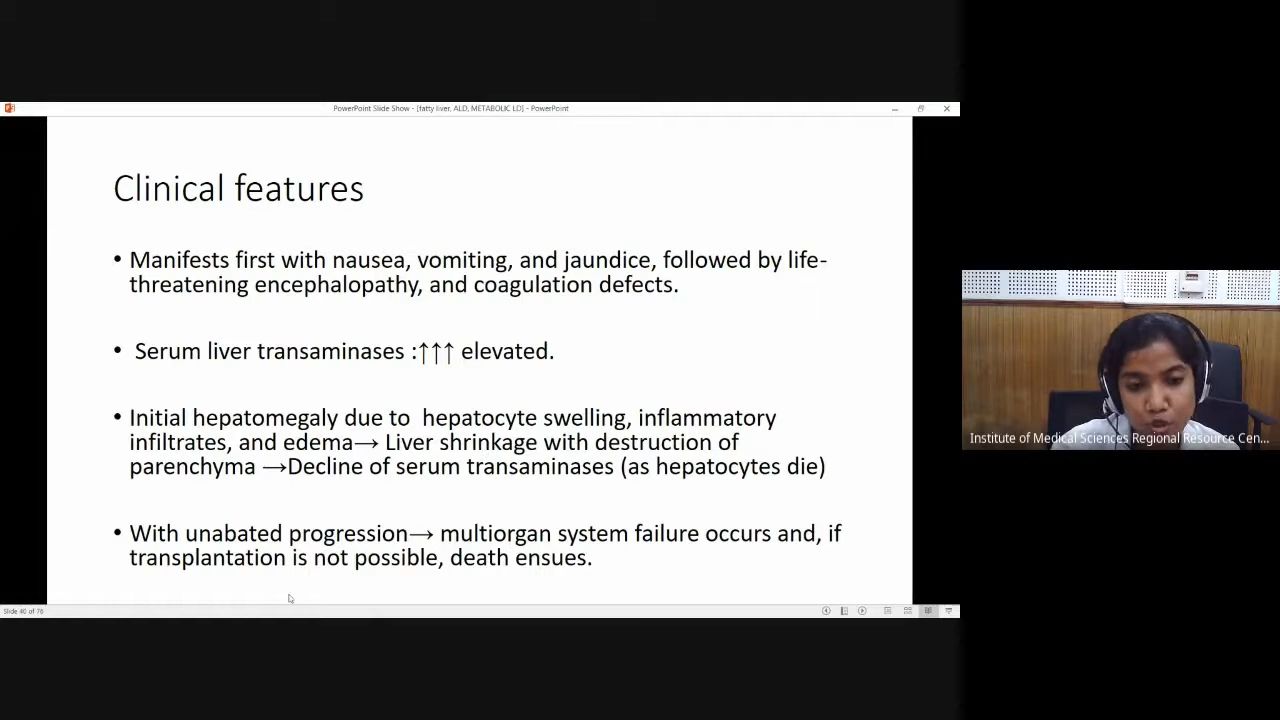 PowerPoint Slide Show - [fatty liver, ALD, METABOLIC LD] - PowerPoint
Clinical features
• Manifests first with nausea, vomiting, and jaundice, followed by life-
threatening encephalopathy, and coagulation defects.
• Serum liver transaminases :↑↑↑ elevated.
• Initial hepatomegaly due to hepatocyte swelling, inflammatory
infiltrates, and edema→ Liver shrinkage with destruction of
parenchyma →Decline of serum transaminases (as hepatocytes die)
• With unabated progression→ multiorgan system failure occurs and, if
transplantation is not possible, death ensues.
Slide 40 of 76
Institute of Medical Sciences Regional Resource Cen...